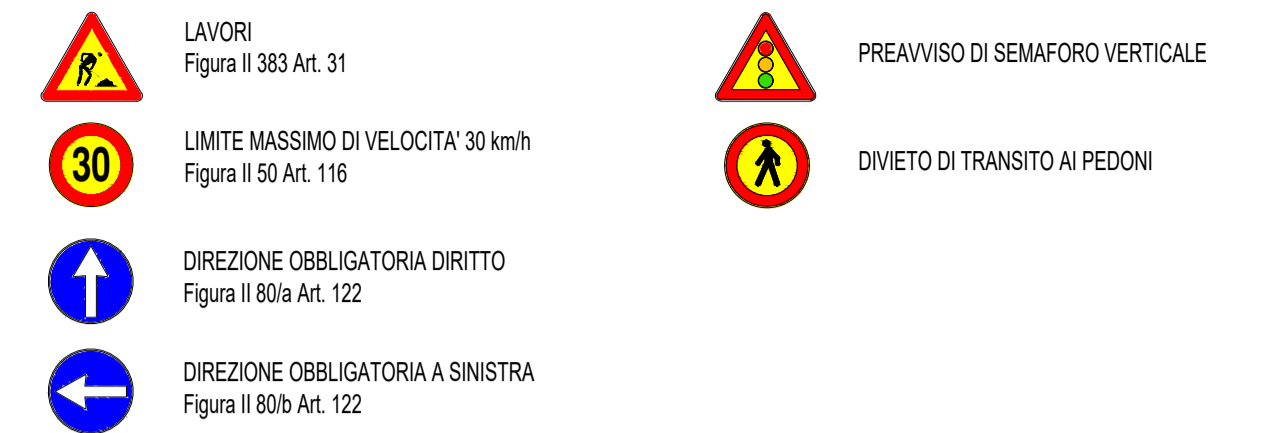 LAVORI
Figura II 383 Art. 31
30
LIMITE MASSIMO DI VELOCITA' 30 km/h
Figura II 50 Art. 116
DIREZIONE OBBLIGATORIA DIRITTO
Figura II 80/a Art. 122
DIREZIONE OBBLIGATORIA A SINISTRA
Figura II 80/b Art. 122
PREAVVISO DI SEMAFORO VERTICALE
DIVIETO DI TRANSITO AI PEDONI